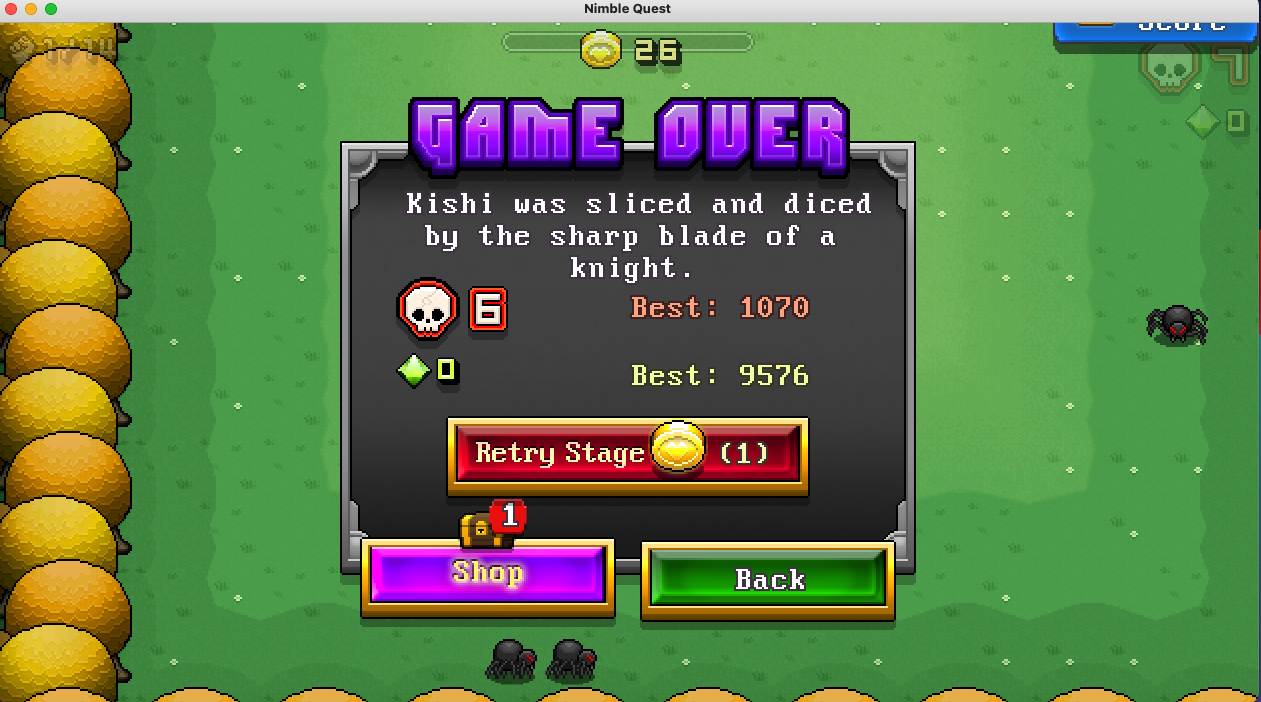 Nimble Quest
26
Score
7
0
GAME OVER
Kishi was sliced and diced
by the sharp blade of a
knight.
6 Best: 1070
0 Best: 9576
Retry Stage (1)
1
Shop
Back